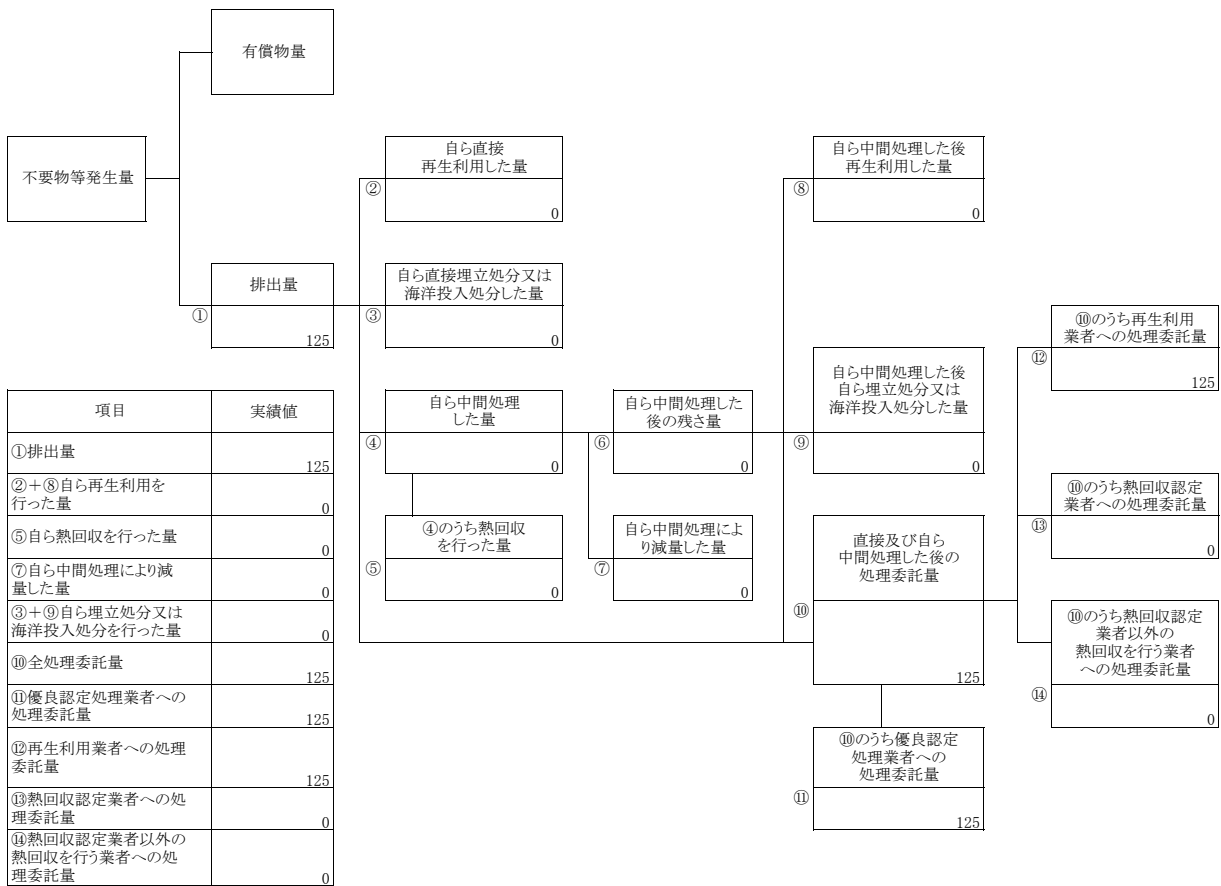 有償物量
不要物等発生量
自ら直接
再生利用した量
②
0
自ら中間処理した後
再生利用した量
⑧
0
排出量
①
125
自ら直接埋立処分又は
海洋投入処分した量
③
0
⑩のうち再生利用
業者への処理委託量
⑫
125
自ら中間処理
した量
④
0
自ら中間処理した
後の残さ量
⑥
0
自ら中間処理した後
自ら埋立処分又は
海洋投入処分した量
⑨
0
⑩のうち熱回収認定
業者への処理委託量
⑬
0
④のうち熱回収
を行った量
⑤
0
自ら中間処理によ
り減量した量
⑦
0
直接及び自ら
中間処理した後の
処理委託量
⑩
125
⑩のうち熱回収認定
業者以外の
熱回収を行う業者
への処理委託量
⑭
0
⑩のうち優良認定
処理業者への
処理委託量
⑪
125
項目 実績値
①排出量
125
②+⑧自ら再生利用を
行った量
0
⑤自ら熱回収を行った量
0
⑦自ら中間処理により減
量した量
0
③+⑨自ら埋立処分又は
海洋投入処分を行った量
0
⑩全処理委託量
125
⑪優良認定処理業者への
処理委託量
125
⑫再生利用業者への処理
委託量
125
⑬熱回収認定業者への処
理委託量
0
⑭熱回収認定業者以外の
熱回収を行う業者への処
理委託量
0